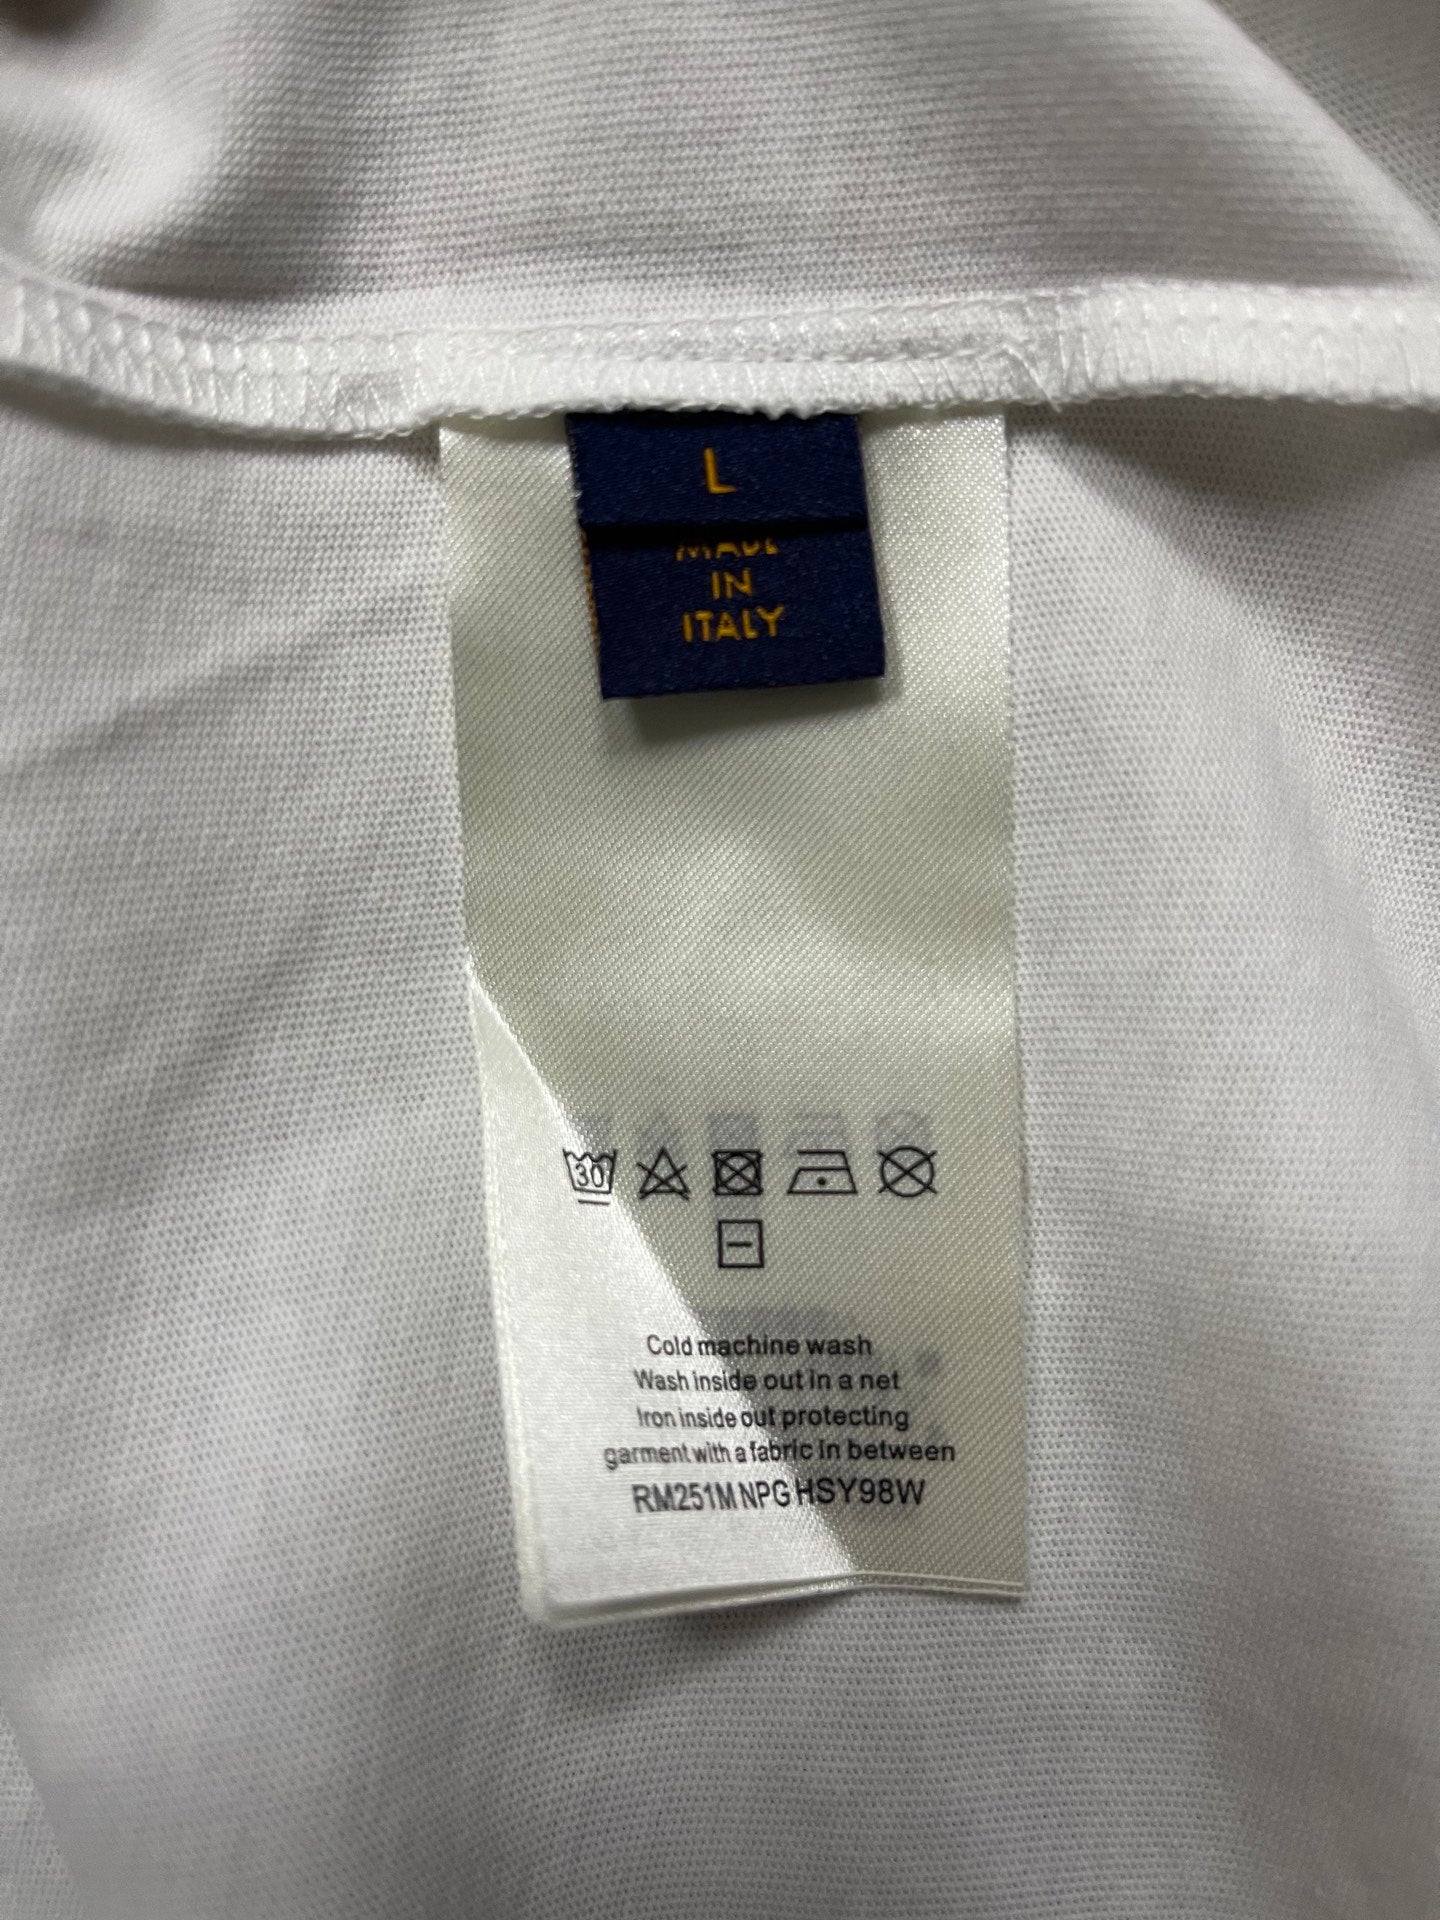 L
MADE
IN
ITALY
30
Cold machine wash
Wash inside out in a net
Iron inside out protecting
garment with a fabric in between
RM251M NPG HSY98W